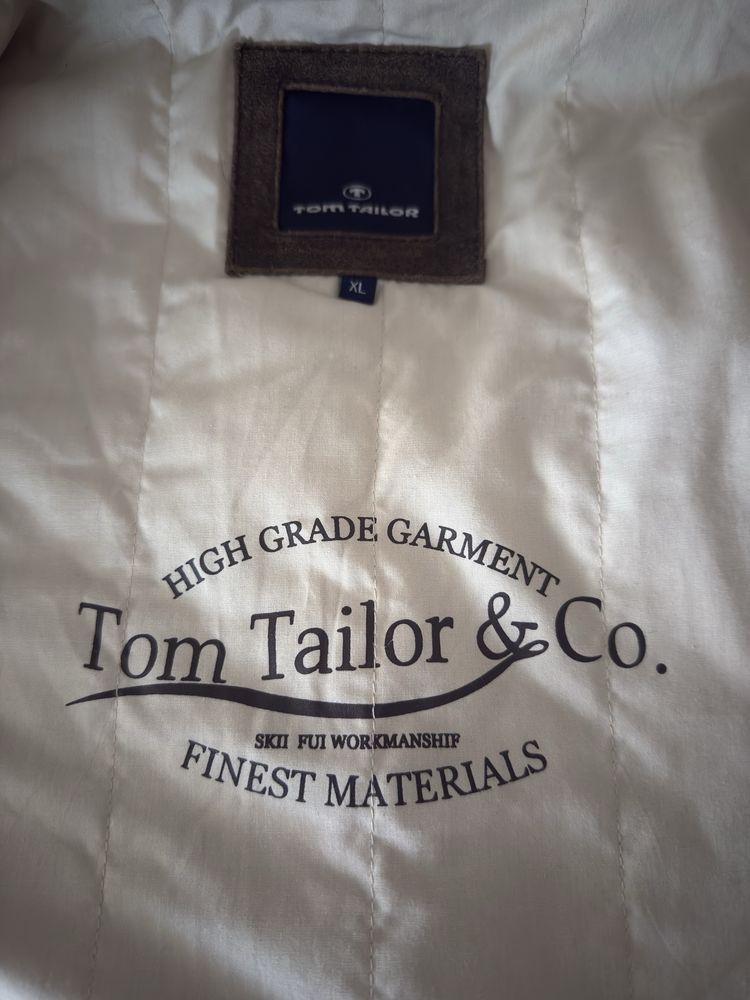 TOM TAILOR
XL
HIGH GRADE GARMENT
Tom Tailor & Co.
SKII FUI WORKMANSHIF
FINEST MATERIALS